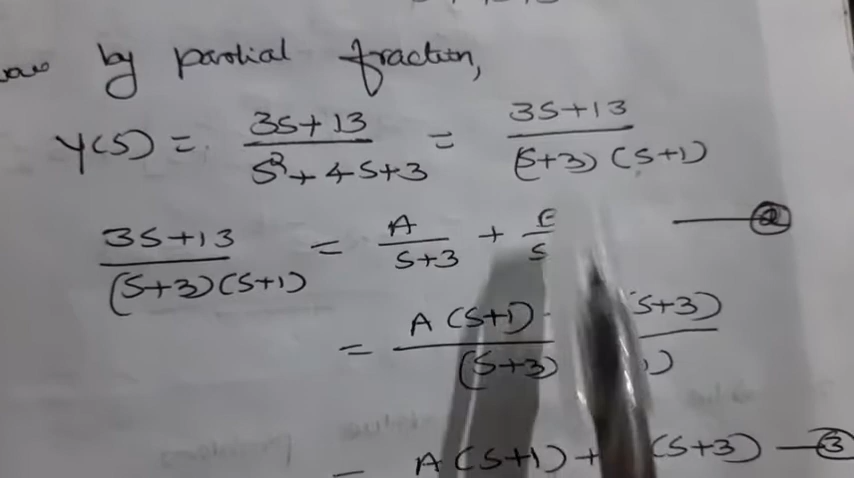 by partial fraction,
Y(S) = 3S+13 / S²+4S+3 = 3S+13 / (S+3)(S+1)
3S+13 / (S+3)(S+1) = A / S+3 + / S ②
= A(S+1) S+3) / (S+3) 1)
= A(S+1)+ (S+3) — ③